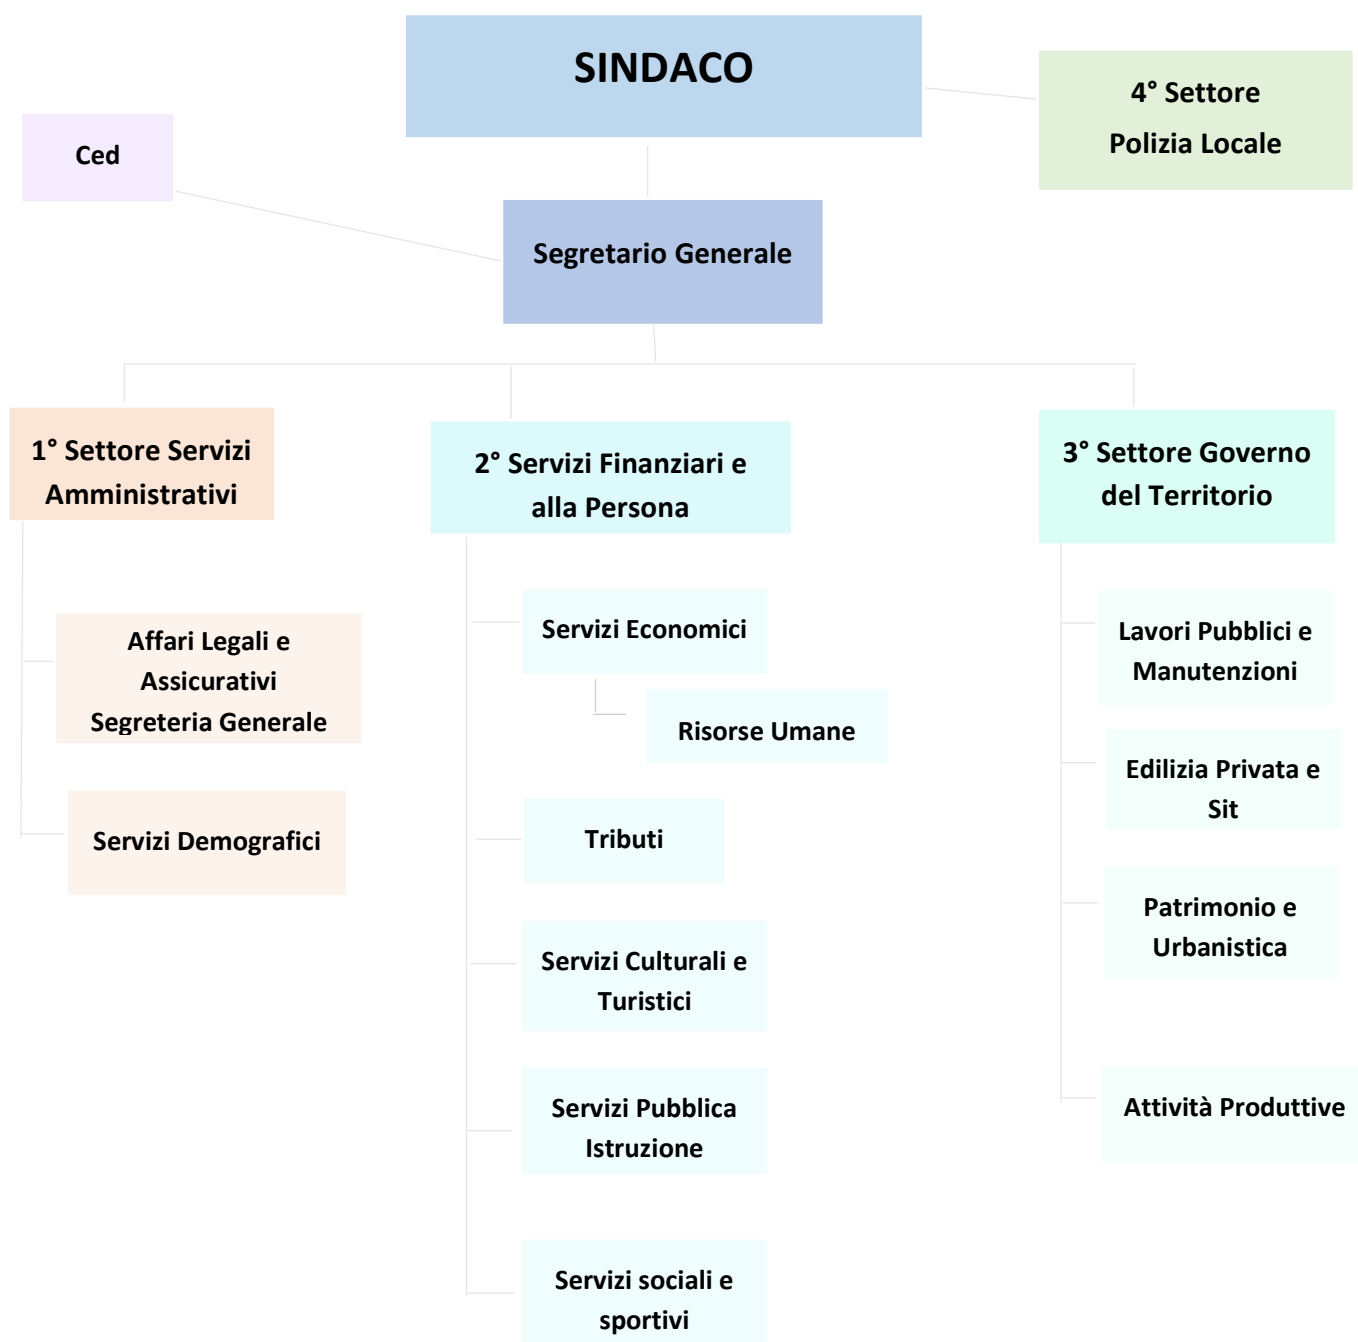 SINDACO
4° Settore
Polizia Locale
Ced
Segretario Generale
1° Settore Servizi
Amministrativi
2° Servizi Finanziari e
alla Persona
3° Settore Governo
del Territorio
Affari Legali e
Assicurativi
Segreteria Generale
Servizi Demografici
Servizi Economici
Risorse Umane
Tributi
Servizi Culturali e
Turistici
Servizi Pubblica
Istruzione
Servizi sociali e
sportivi
Lavori Pubblici e
Manutenzioni
Edilizia Privata e
Sit
Patrimonio e
Urbanistica
Attività Produttive